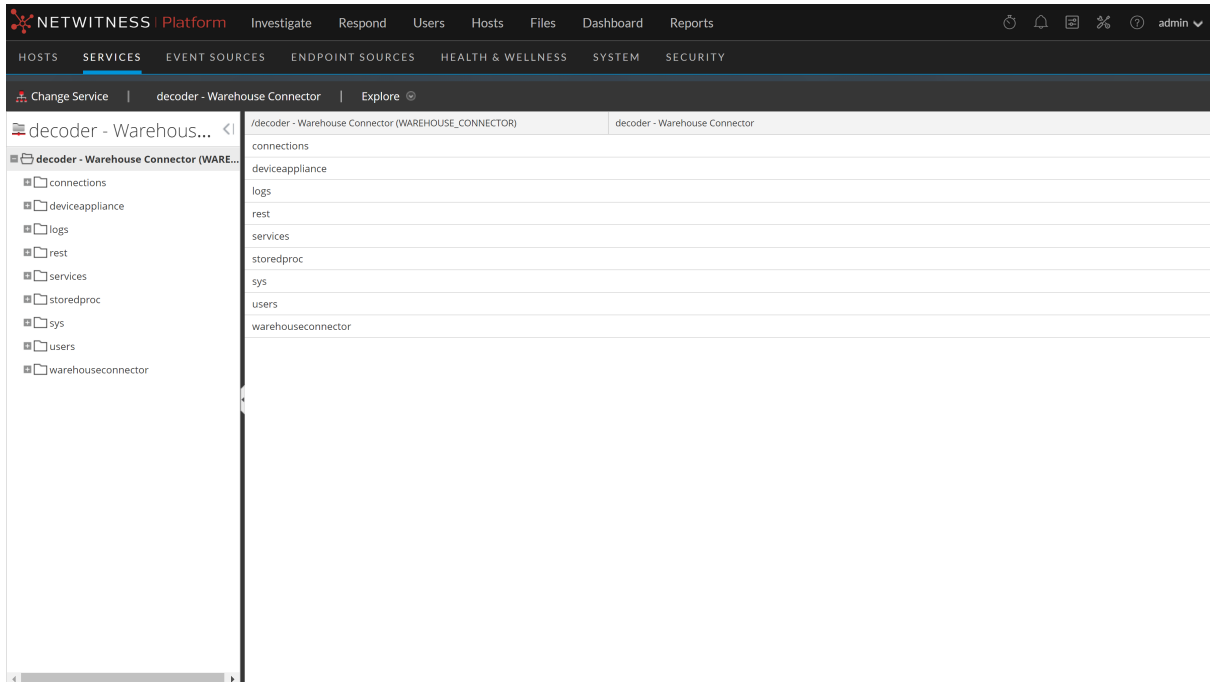 NETWITNESS Platform Investigate Respond Users Hosts Files Dashboard Reports admin
HOSTS SERVICES EVENT SOURCES ENDPOINT SOURCES HEALTH & WELLNESS SYSTEM SECURITY
Change Service | decoder - Warehouse Connector | Explore
decoder - Warehous...
decoder - Warehouse Connector (WARE...
connections
deviceappliance
logs
rest
services
storedproc
sys
users
warehouseconnector
/decoder - Warehouse Connector (WAREHOUSE_CONNECTOR) decoder - Warehouse Connector
connections
deviceappliance
logs
rest
services
storedproc
sys
users
warehouseconnector